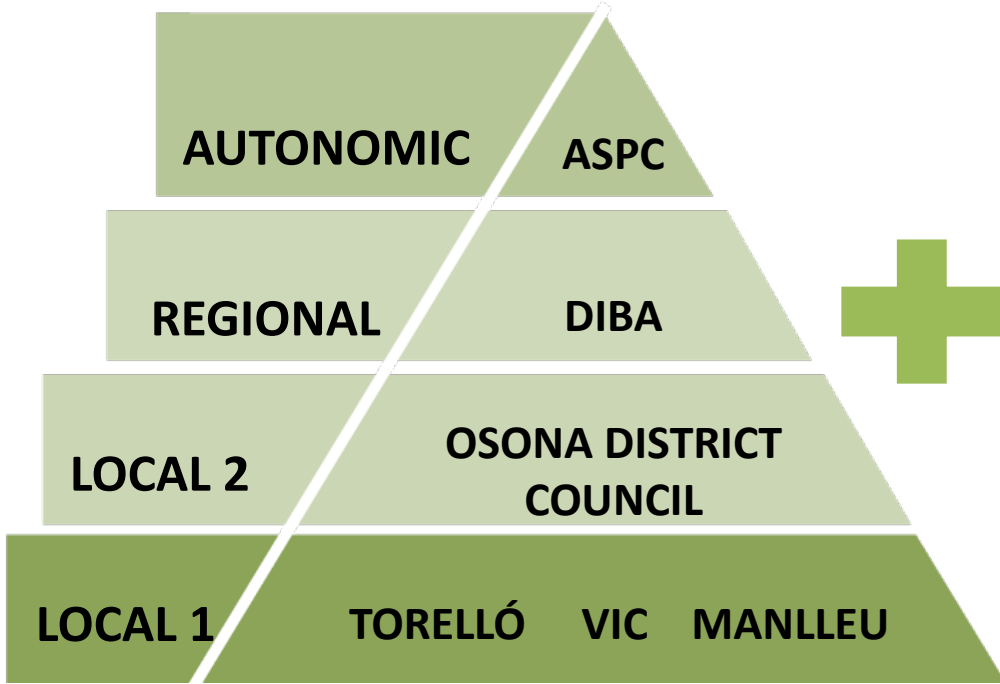 AUTONOMIC ASPC
REGIONAL DIBA
LOCAL 2 OSONA DISTRICT
COUNCIL
LOCAL 1 TORELLÓ VIC MANLLEU